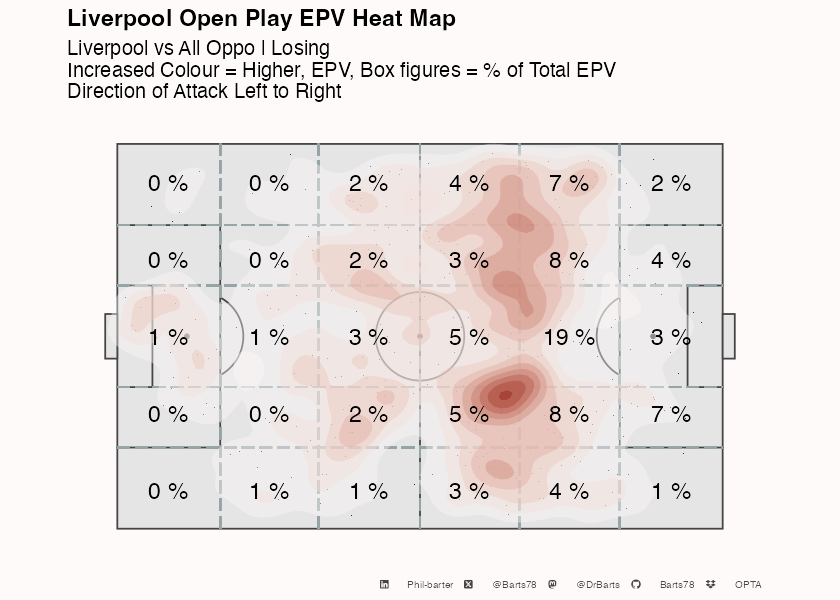 Liverpool Open Play EPV Heat Map
Liverpool vs All Oppo | Losing
Increased Colour = Higher, EPV, Box figures = % of Total EPV
Direction of Attack Left to Right
0 % 0 % 2 % 4 % 7 % 2 %
0 % 0 % 2 % 3 % 8 % 4 %
1 % 1 % 3 % 5 % 19 % 3 %
0 % 0 % 2 % 5 % 8 % 7 %
0 % 1 % 1 % 3 % 4 % 1 %
Phil-barter @Barts78 @DrBarts Barts78 OPTA